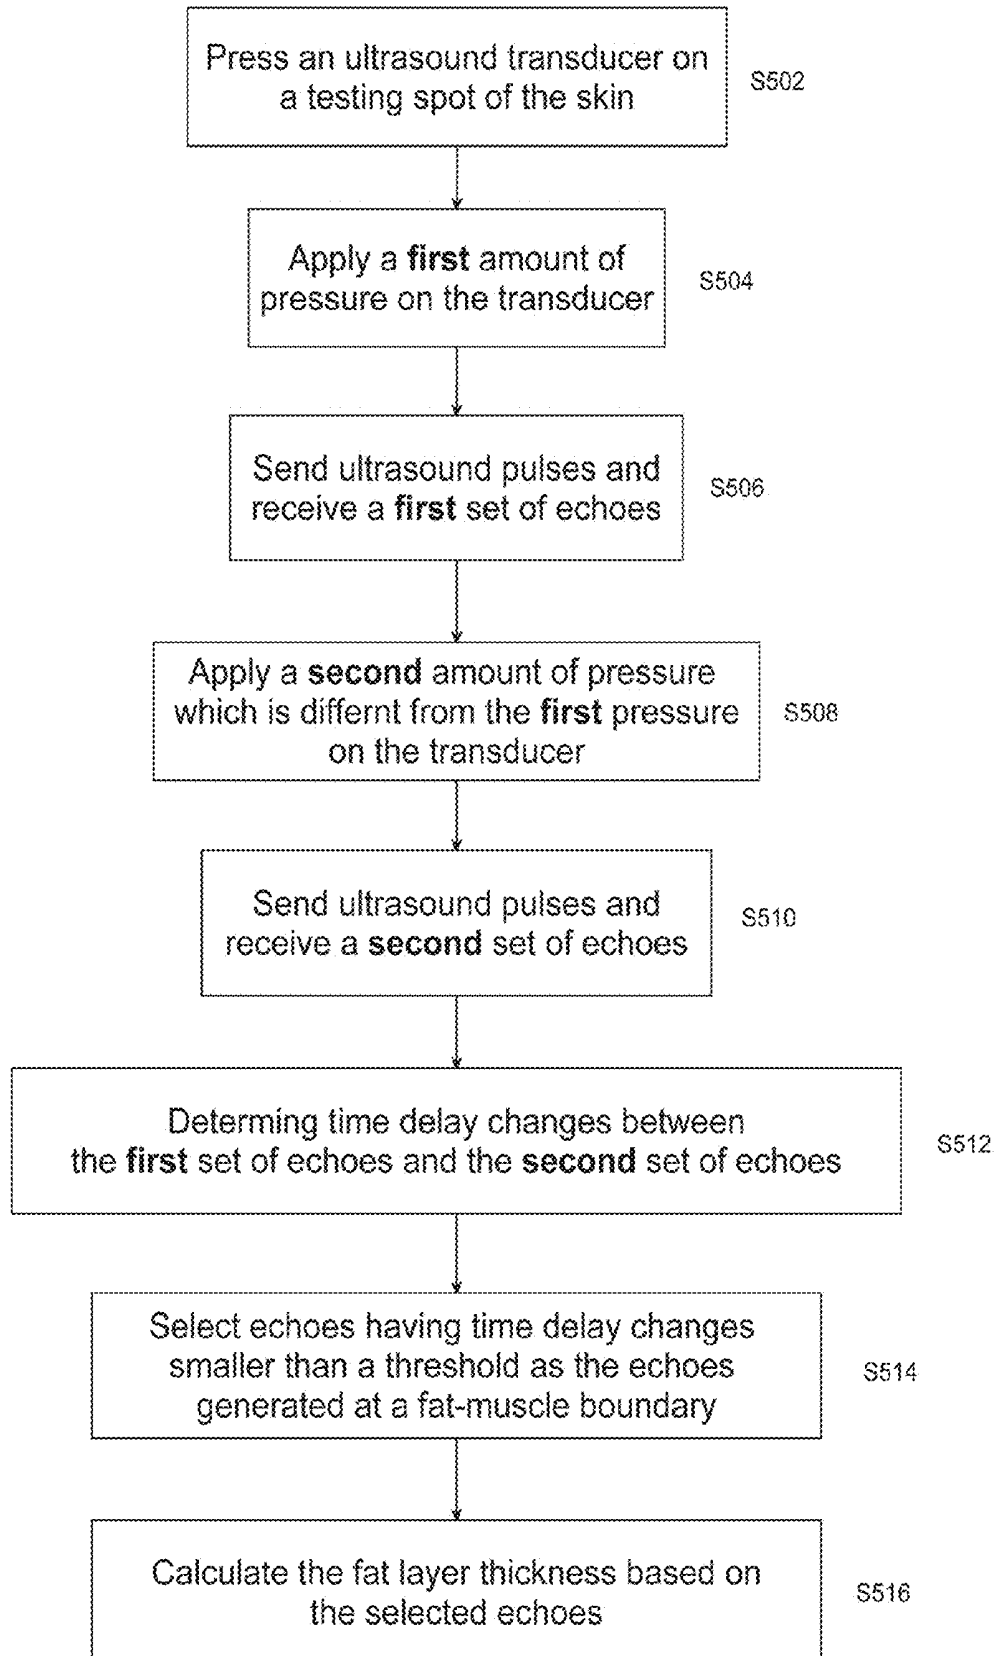 Press an ultrasound transducer on
a testing spot of the skin
S502
Apply a first amount of
pressure on the transducer
S504
Send ultrasound pulses and
receive a first set of echoes
S506
Apply a second amount of pressure
which is differnt from the first pressure
on the transducer
S508
Send ultrasound pulses and
receive a second set of echoes
S510
Determing time delay changes between
the first set of echoes and the second set of echoes
S512
Select echoes having time delay changes
smaller than a threshold as the echoes
generated at a fat-muscle boundary
S514
Calculate the fat layer thickness based on
the selected echoes
S516